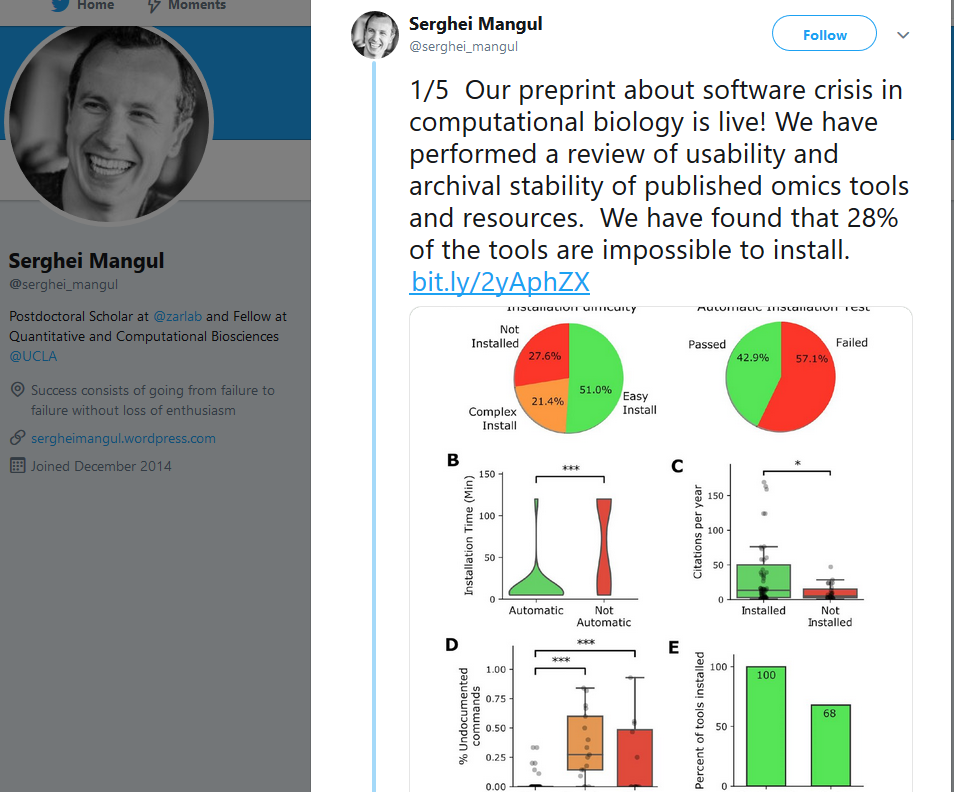 Home
Moments
Serghei Mangul
@serghei_mangul
Postdoctoral Scholar at @zarlab and Fellow at
Quantitative and Computational Biosciences
@UCLA
Success consists of going from failure to
failure without loss of enthusiasm
sergheimangul.wordpress.com
Joined December 2014
Serghei Mangul
@serghei_mangul
Follow
1/5 Our preprint about software crisis in
computational biology is live! We have
performed a review of usability and
archival stability of published omics tools
and resources. We have found that 28%
of the tools are impossible to install.
bit.ly/2yAphZX
Installation difficulty
Not
Installed
27.6%
21.4%
51.0%
Complex
Install
Easy
Install
Automatic Installation Test
Passed
42.9%
57.1%
Failed
B
Installation Time (Min)
150
100
50
0
***
Automatic
Not
Automatic
C
Citations per year
150
100
50
0
*
Installed
Not
Installed
D
% Undocumented
commands
1.00
0.75
0.50
0.25
0.00
***
***
E
Percent of tools installed
100
50
0
100
68